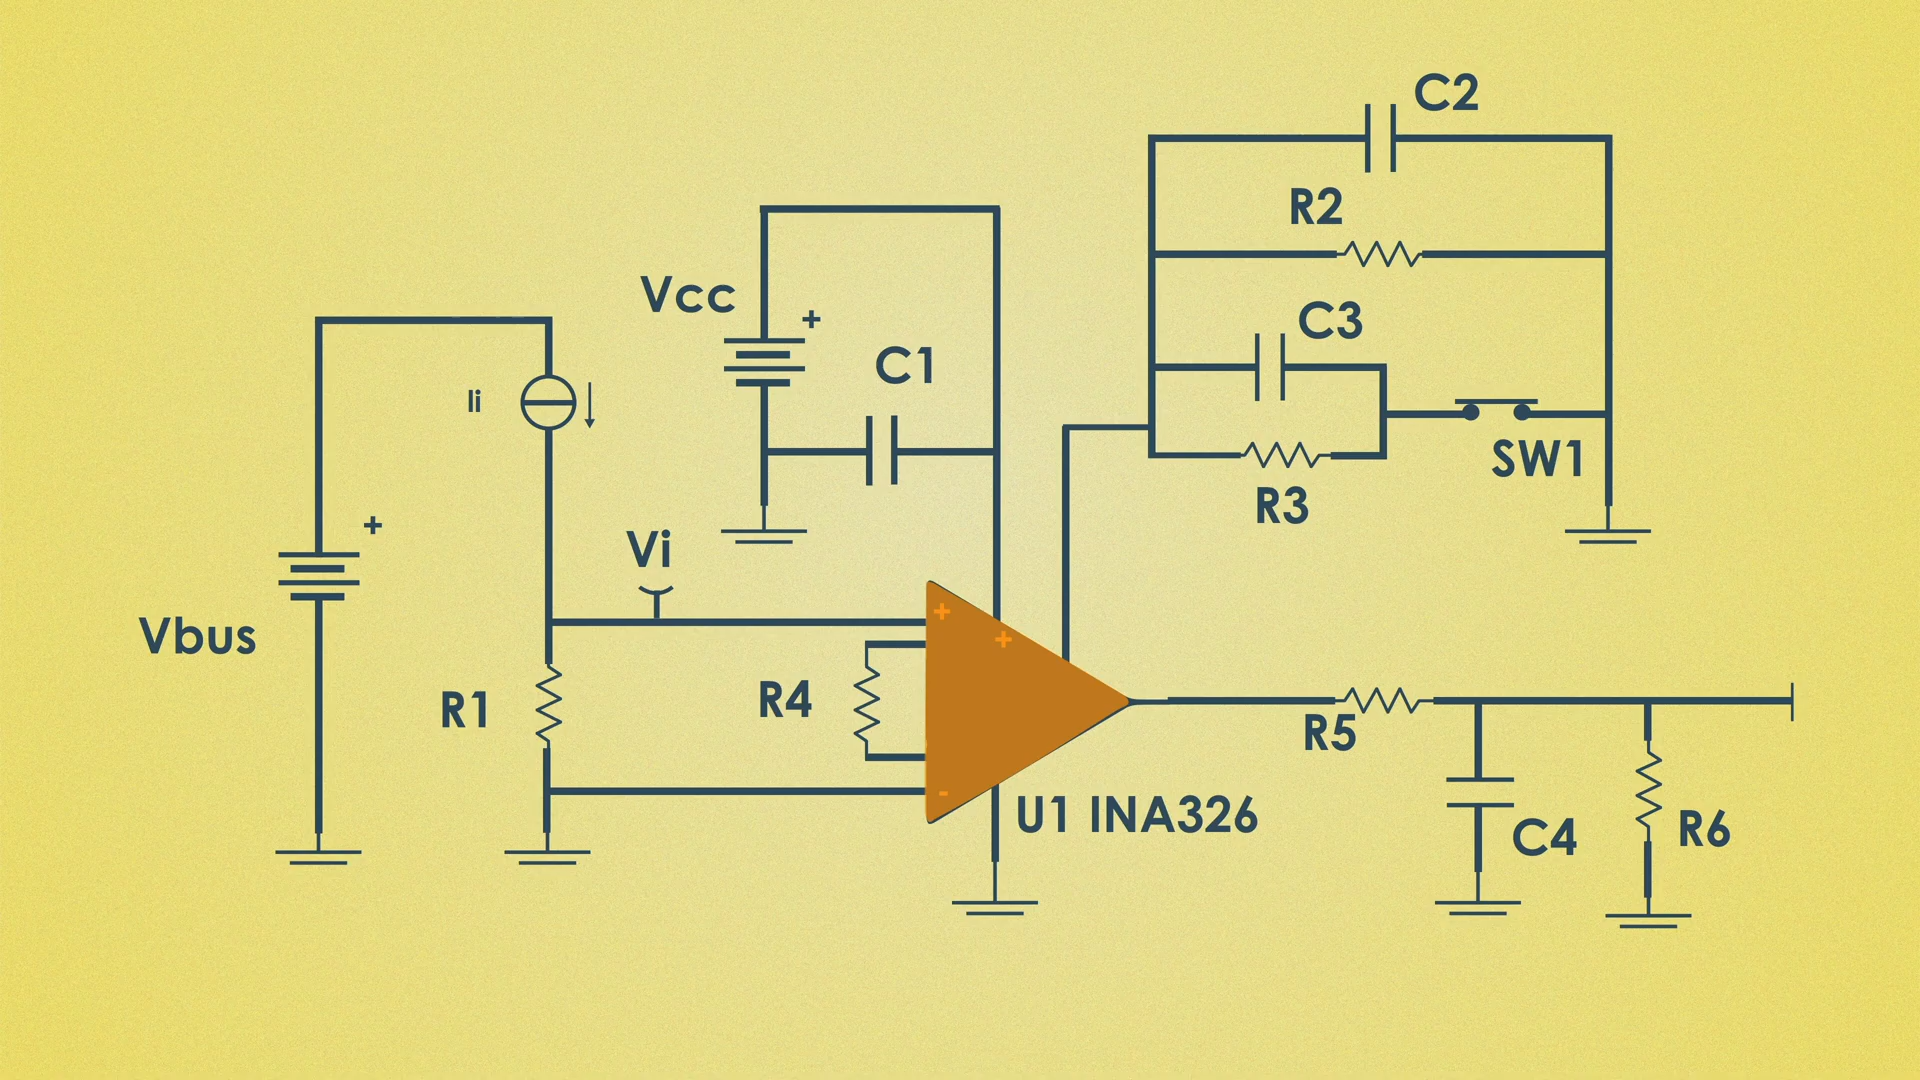 C2
R2
Vcc
+
C3
C1
Ii
SW1
R3
+
Vi
+
+
Vbus
R1
R4
R5
-
U1 INA326
C4
R6